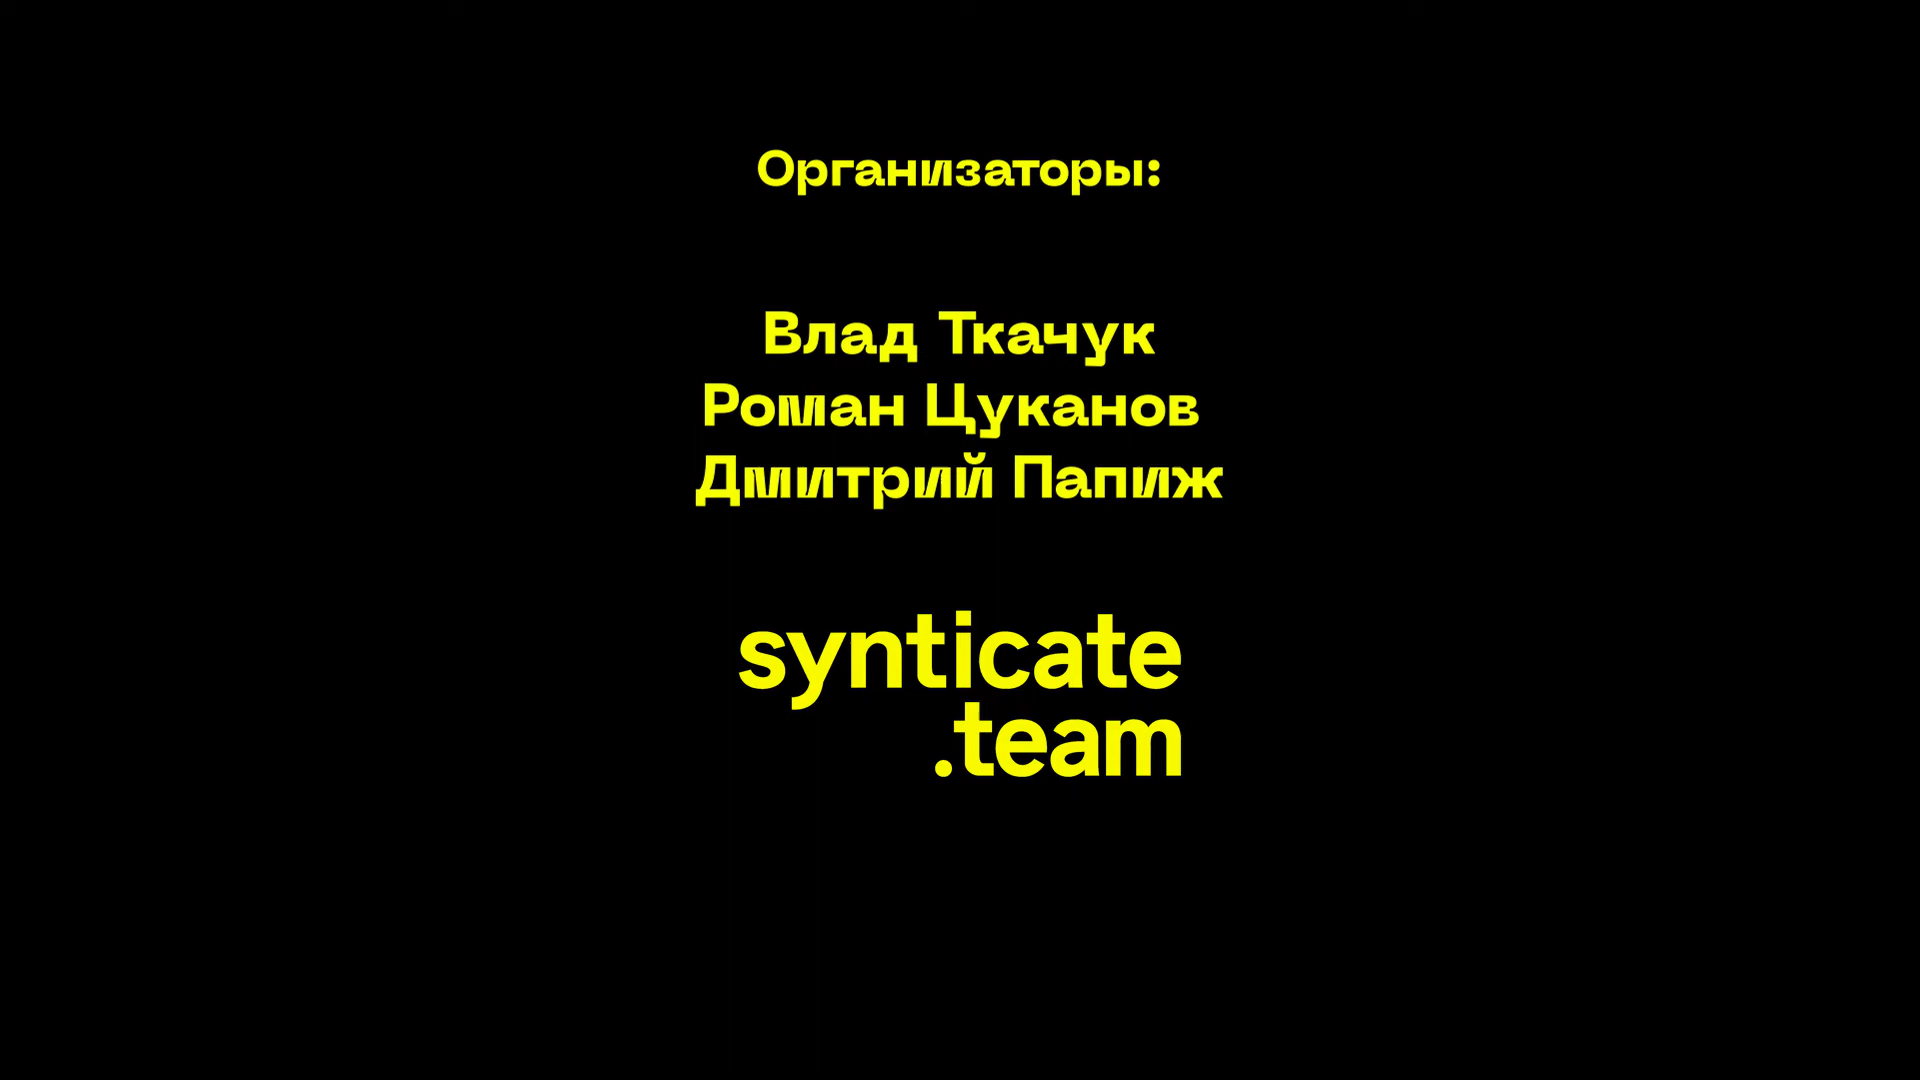 Организаторы:
Влад Ткачук
Роман Цуканов
Дмитрий Папиж
synticate
.team